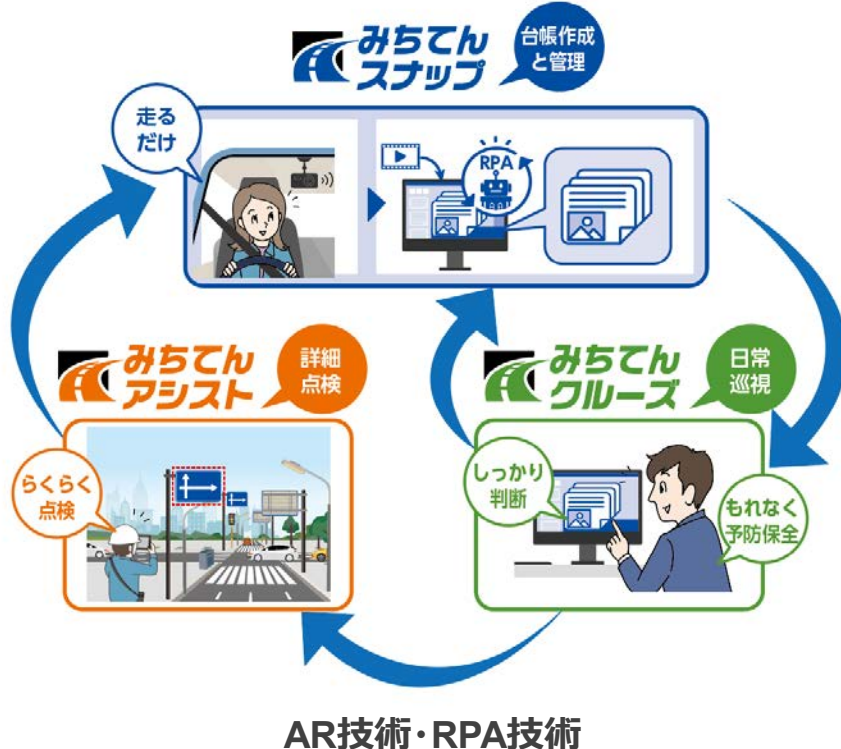 みちてん
スナップ
台帳作成
と管理
走る
だけ
RPA
みちてん
アシスト
詳細
点検
らくらく
点検
みちてん
クルーズ
日常
巡視
しっかり
判断
もれなく
予防保全
AR技術・RPA技術